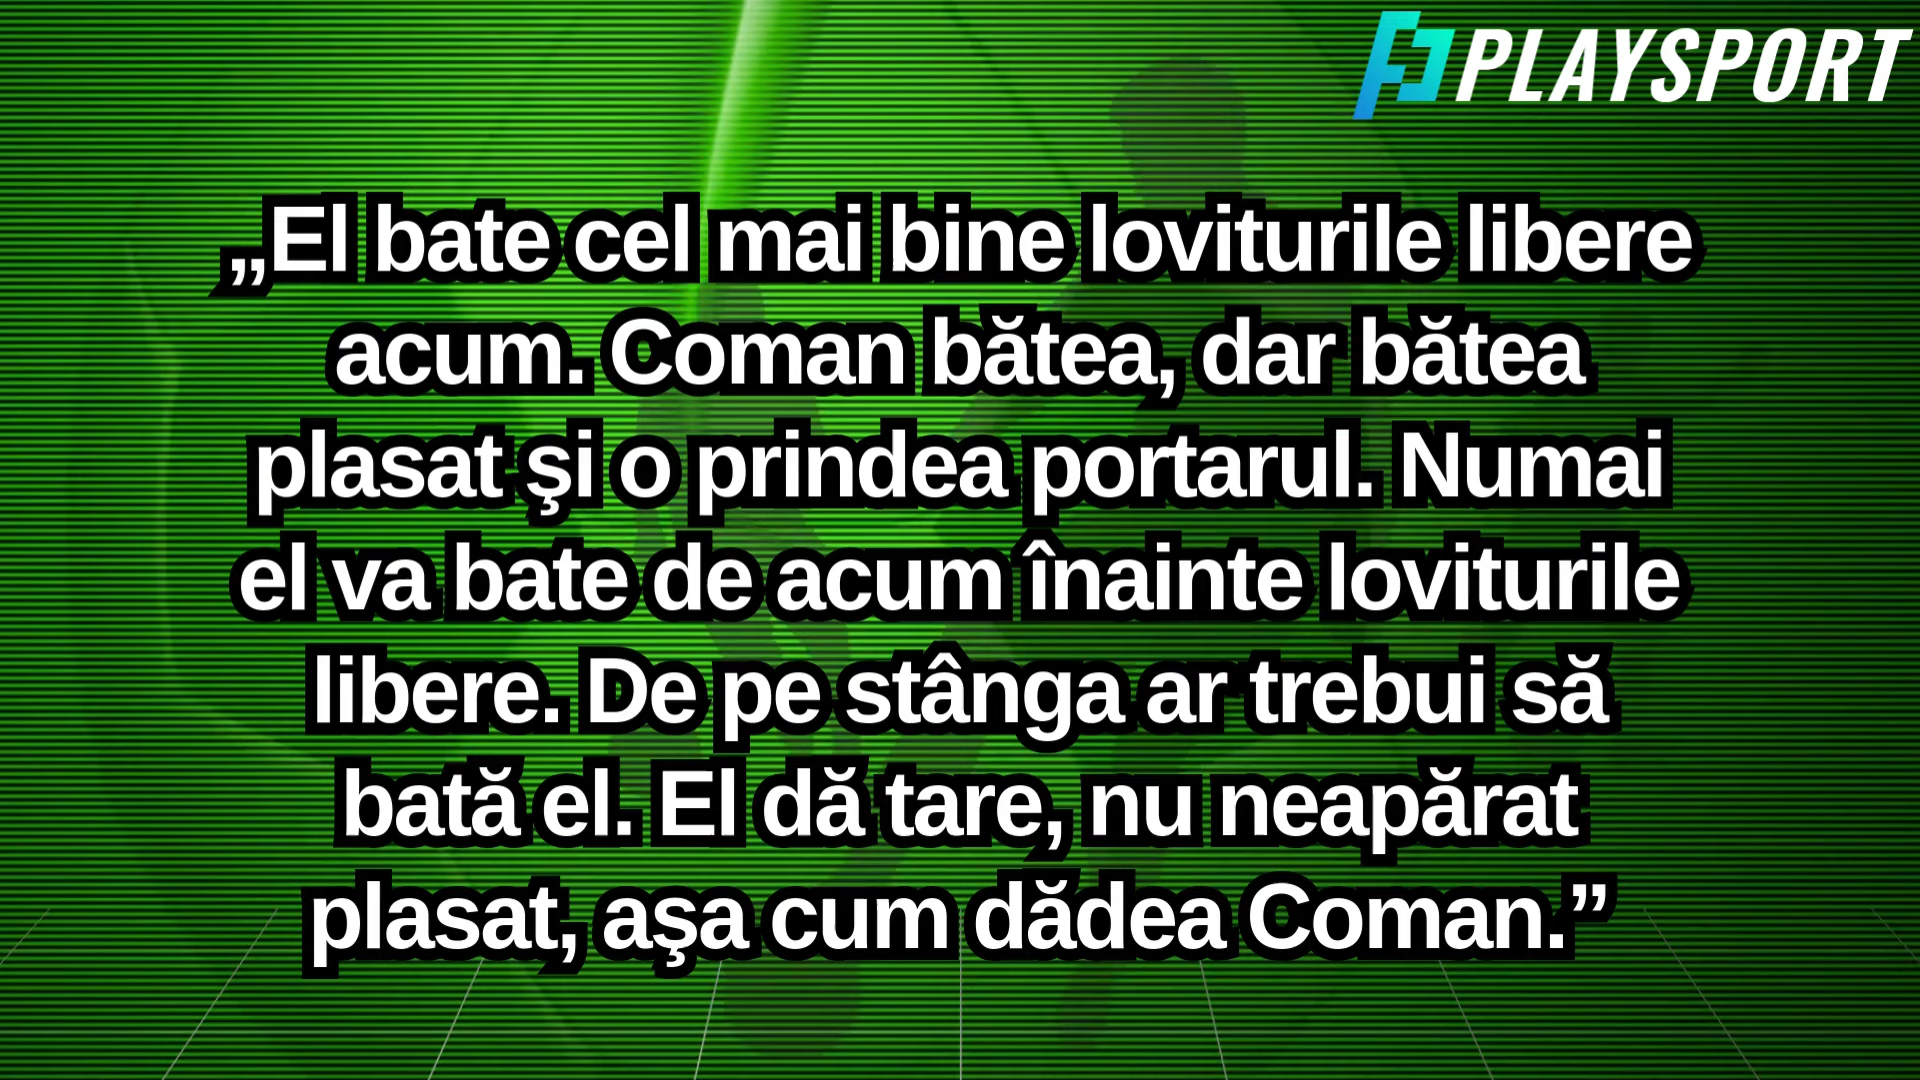 PLAYSPORT
„El bate cel mai bine loviturile libere
acum. Coman bătea, dar bătea
plasat şi o prindea portarul. Numai
el va bate de acum înainte loviturile
libere. De pe stânga ar trebui să
bată el. El dă tare, nu neapărat
plasat, aşa cum dădea Coman.”